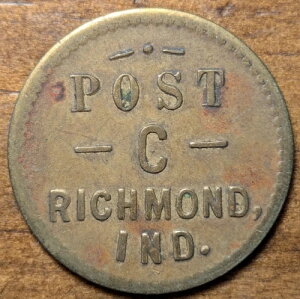 POST
- C -
RICHMOND,
IND.